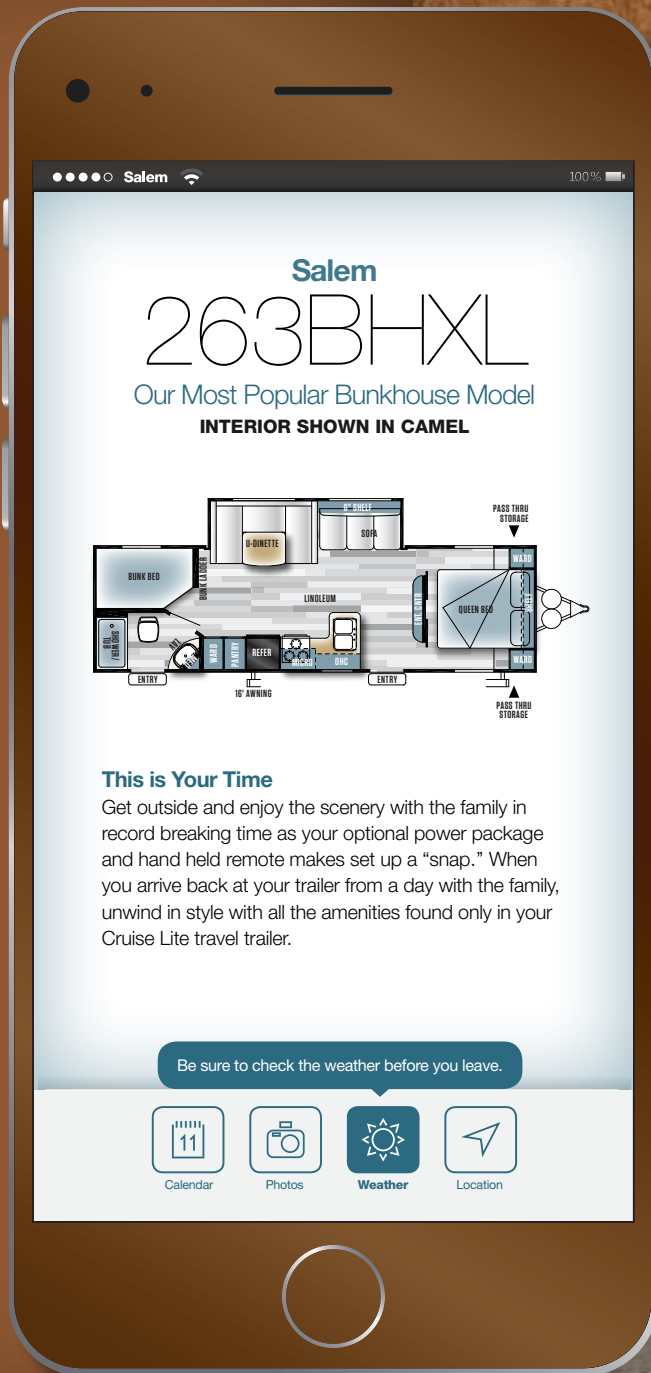 Salem
100%
Salem
263BHXL
Our Most Popular Bunkhouse Model
INTERIOR SHOWN IN CAMEL
PASS THRU
STORAGE
6" SHELF
SOFA
U-DINETTE
WARD
BUNK BED
BUNK LADDER
LINOLEUM
ENT CABR
QUEEN BED
SHELF
SHOWER/
TUB
LAV
WARD
PANTRY
REFER
MICRO
OHC
WARD
ENTRY
16' AWNING
ENTRY
PASS THRU
STORAGE
This is Your Time
Get outside and enjoy the scenery with the family in
record breaking time as your optional power package
and hand held remote makes set up a “snap.” When
you arrive back at your trailer from a day with the family,
unwind in style with all the amenities found only in your
Cruise Lite travel trailer.
Be sure to check the weather before you leave.
11
Calendar
Photos
Weather
Location